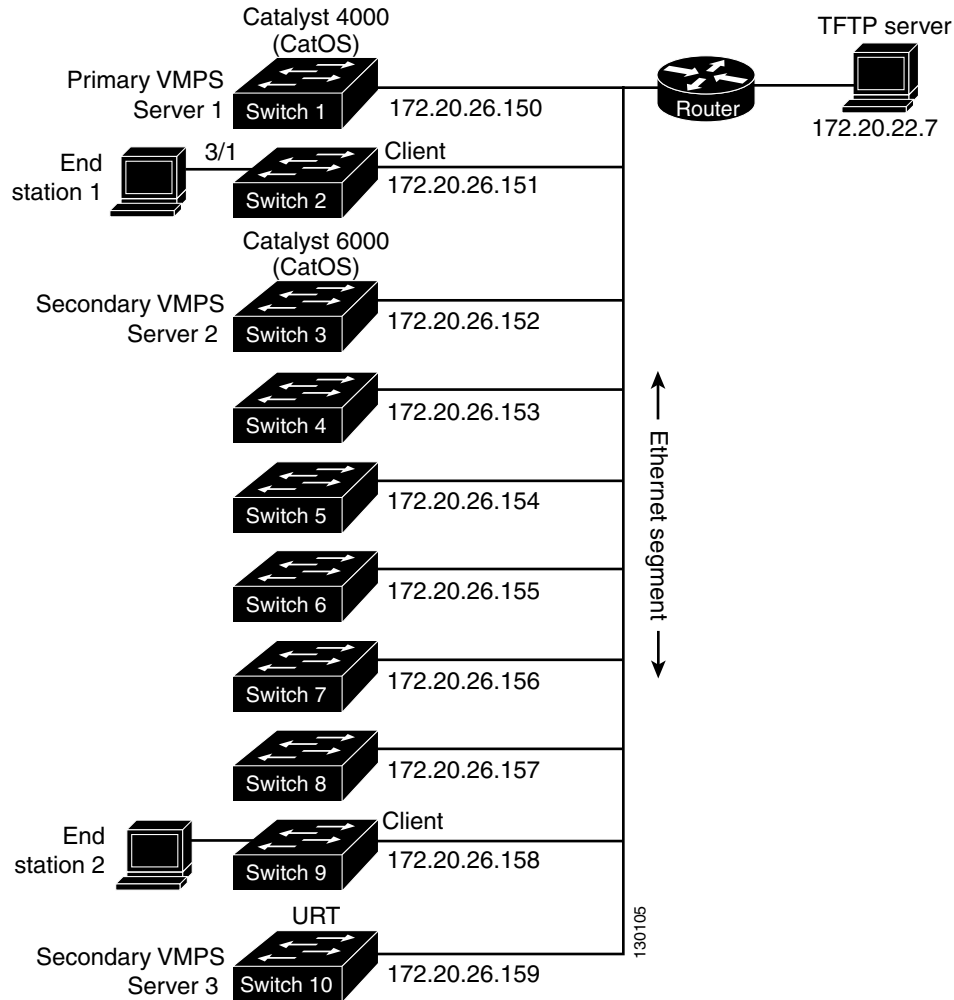 Catalyst 4000
(CatOS)
TFTP server
Primary VMPS
Server 1
Switch 1
172.20.26.150
Router
172.20.22.7
End
station 1
3/1
Client
Switch 2
172.20.26.151
Catalyst 6000
(CatOS)
Secondary VMPS
Server 2
Switch 3
172.20.26.152
Switch 4
172.20.26.153
Ethernet segment
Switch 5
172.20.26.154
Switch 6
172.20.26.155
Switch 7
172.20.26.156
Switch 8
172.20.26.157
End
station 2
Client
Switch 9
172.20.26.158
URT
Secondary VMPS
Server 3
Switch 10
172.20.26.159
130105